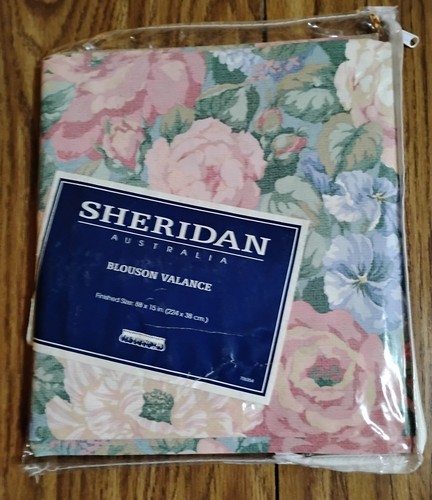 SHERIDAN
AUSTRALIA
BLOUSON VALANCE
Finished Size: 88 x 15 in. (224 x 38 cm.)